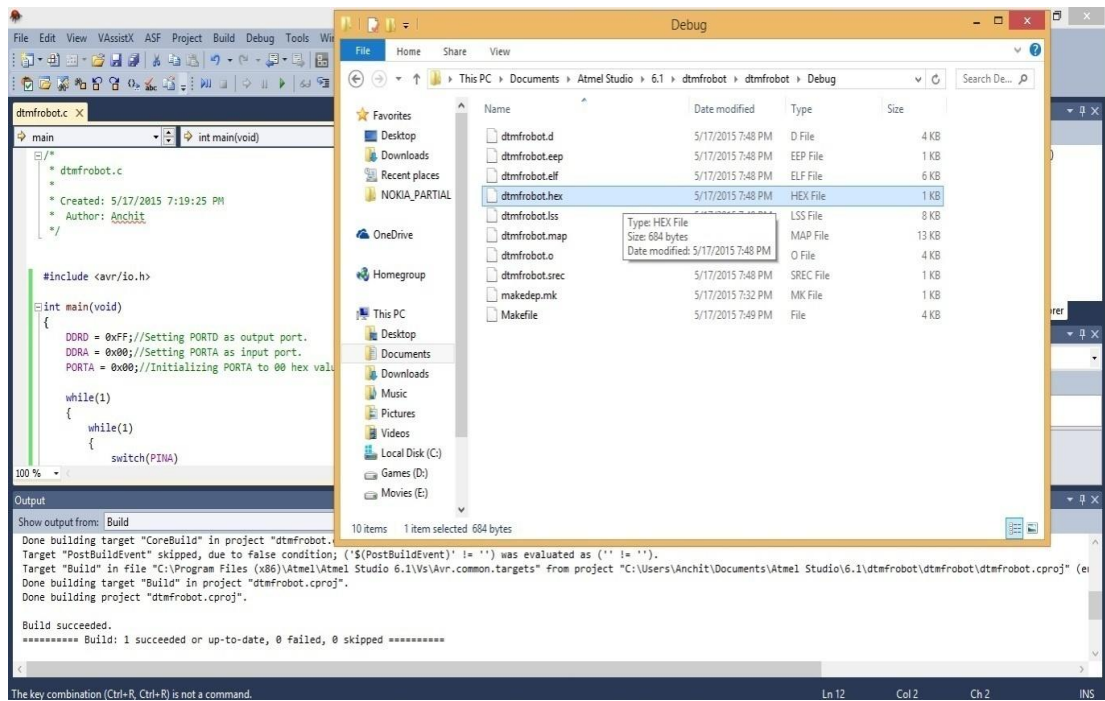 File Edit View VAssistX ASF Project Build Debug Tools
dtmfrobot.c
main int main(void)
/*
* dtmfrobot.c
*
* Created: 5/17/2015 7:19:25 PM
* Author: Anchit
*/
#include <avr/io.h>
int main(void)
{
DDRD = 0xFF;//Setting PORTD as output port.
DDRA = 0x00;//Setting PORTA as input port.
PORTA = 0x00;//Initializing PORTA to 00 hex valu
while(1)
{
while(1)
{
switch(PINA)
100 %
Debug
File Home Share View
This PC Documents Atmel Studio 6.1 dtmfrobot dtmfrobot Debug Search De...
Favorites
Desktop
Downloads
Recent places
NOKIA_PARTIAL
OneDrive
Homegroup
This PC
Desktop
Documents
Downloads
Music
Pictures
Videos
Local Disk (C:)
Games (D:)
Movies (E:)
Name Date modified Type Size
dtmfrobot.d 5/17/2015 7:48 PM D File 4 KB
dtmfrobot.eep 5/17/2015 7:48 PM EEP File 1 KB
dtmfrobot.elf 5/17/2015 7:48 PM ELF File 6 KB
dtmfrobot.hex 5/17/2015 7:48 PM HEX File 1 KB
dtmfrobot.lss LSS File 8 KB
dtmfrobot.map MAP File 13 KB
dtmfrobot.o O File 4 KB
dtmfrobot.srec 5/17/2015 7:48 PM SREC File 1 KB
makedep.mk 5/17/2015 7:32 PM MK File 1 KB
Makefile 5/17/2015 7:49 PM File 4 KB
Type: HEX File
Size: 684 bytes
Date modified: 5/17/2015 7:48 PM
10 items 1 item selected 684 bytes
Output
Show output from: Build
Done building target "CoreBuild" in project "dtmfrobot.
Target "PostBuildEvent" skipped, due to false condition; ('$(PostBuildEvent)' != '') was evaluated as ('' != '').
Target "Build" in file "C:\Program Files (x86)\Atmel\Atmel Studio 6.1\Vs\Avr.common.targets" from project "C:\Users\Anchit\Documents\Atmel Studio\6.1\dtmfrobot\dtmfrobot\dtmfrobot.cproj" (e
Done building target "Build" in project "dtmfrobot.cproj".
Done building project "dtmfrobot.cproj".
Build succeeded.
========== Build: 1 succeeded or up-to-date, 0 failed, 0 skipped ==========
The key combination (Ctrl+R, Ctrl+R) is not a command. Ln 12 Col 2 Ch 2 INS